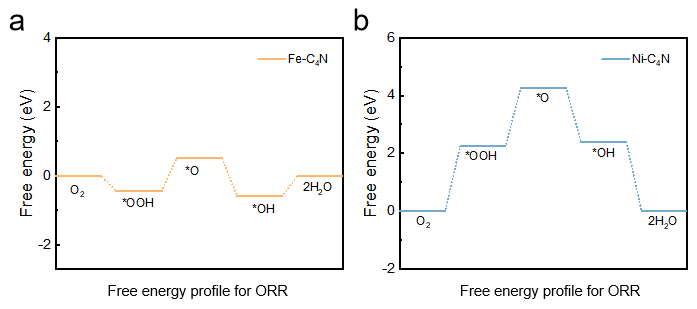 a
4
2
0
-2
Free energy (eV)
Fe-C₄N
O₂
*OOH
*O
*OH
2H₂O
Free energy profile for ORR
b
6
4
2
0
-2
Free energy (eV)
Ni-C₄N
O₂
*OOH
*O
*OH
2H₂O
Free energy profile for ORR